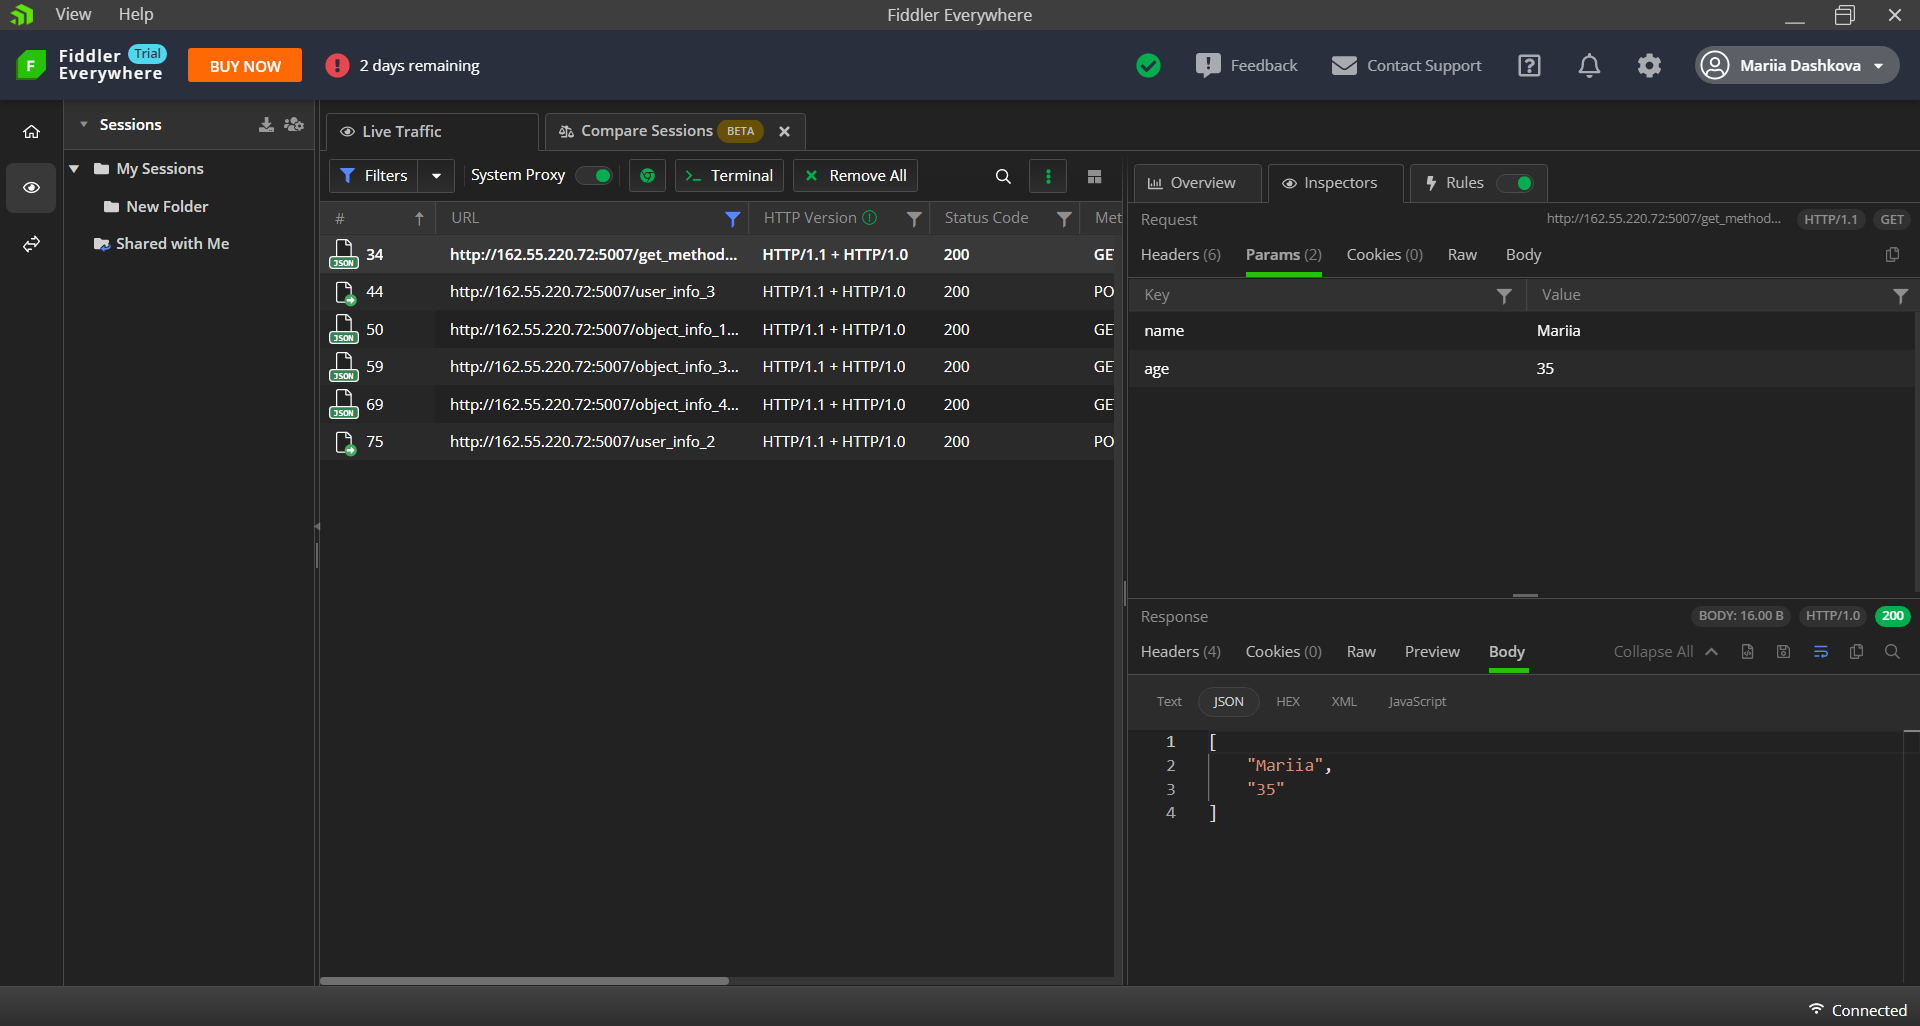 View Help Fiddler Everywhere
F Fiddler Everywhere Trial BUY NOW ! 2 days remaining Feedback Contact Support Mariia Dashkova
Sessions
My Sessions
New Folder
Shared with Me
Live Traffic Compare Sessions BETA
Filters System Proxy Terminal Remove All
# URL HTTP Version Status Code Met
JSON 34 http://162.55.220.72:5007/get_method... HTTP/1.1 + HTTP/1.0 200 GE
44 http://162.55.220.72:5007/user_info_3 HTTP/1.1 + HTTP/1.0 200 PO
JSON 50 http://162.55.220.72:5007/object_info_1... HTTP/1.1 + HTTP/1.0 200 GE
JSON 59 http://162.55.220.72:5007/object_info_3... HTTP/1.1 + HTTP/1.0 200 GE
JSON 69 http://162.55.220.72:5007/object_info_4... HTTP/1.1 + HTTP/1.0 200 GE
75 http://162.55.220.72:5007/user_info_2 HTTP/1.1 + HTTP/1.0 200 PO
Overview Inspectors Rules
Request http://162.55.220.72:5007/get_method... HTTP/1.1 GET
Headers (6) Params (2) Cookies (0) Raw Body
Key Value
name Mariia
age 35
Response BODY: 16.00 B HTTP/1.0 200
Headers (4) Cookies (0) Raw Preview Body Collapse All
Text JSON HEX XML JavaScript
1 [
2 "Mariia",
3 "35"
4 ]
Connected